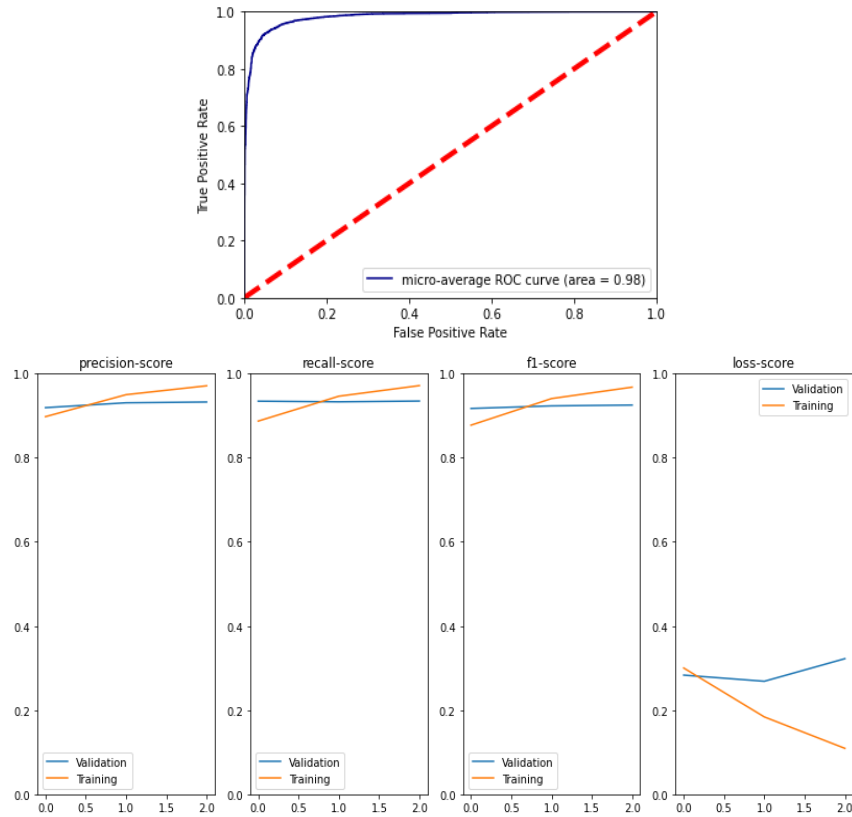 1.0
0.8
0.6
0.4
0.2
0.0
True Positive Rate
micro-average ROC curve (area = 0.98)
0.0 0.2 0.4 0.6 0.8 1.0
False Positive Rate
precision-score
1.0
0.8
0.6
0.4
0.2
0.0
Validation
Training
0.0 0.5 1.0 1.5 2.0
recall-score
1.0
0.8
0.6
0.4
0.2
0.0
Validation
Training
0.0 0.5 1.0 1.5 2.0
f1-score
1.0
0.8
0.6
0.4
0.2
0.0
Validation
Training
0.0 0.5 1.0 1.5 2.0
loss-score
1.0
0.8
0.6
0.4
0.2
0.0
Validation
Training
0.0 0.5 1.0 1.5 2.0